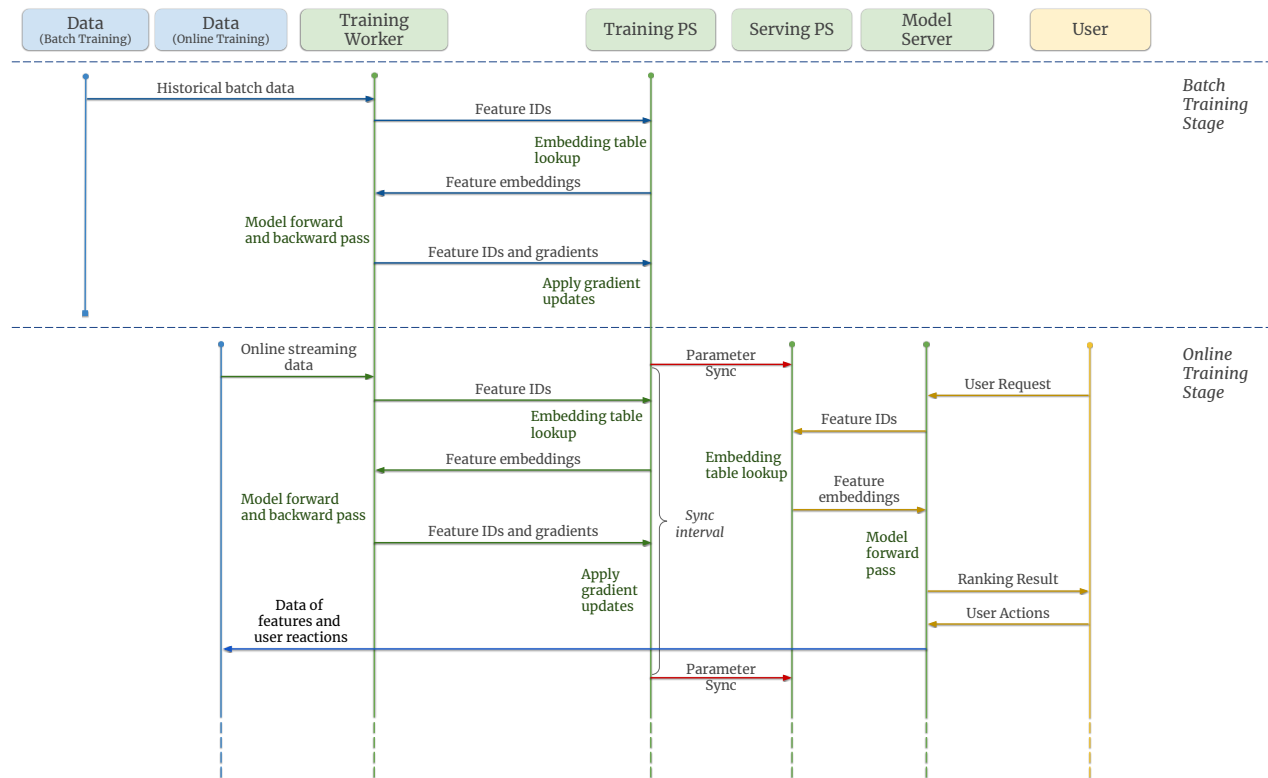 Data
(Batch Training)
Data
(Online Training)
Training
Worker
Training PS
Serving PS
Model
Server
User
Batch
Training
Stage
Historical batch data
Feature IDs
Embedding table
lookup
Feature embeddings
Model forward
and backward pass
Feature IDs and gradients
Apply gradient
updates
Online
Training
Stage
Online streaming
data
Parameter
Sync
User Request
Feature IDs
Embedding table
lookup
Feature IDs
Feature embeddings
Embedding
table lookup
Feature
embeddings
Model forward
and backward pass
Sync
interval
Feature IDs and gradients
Model
forward
pass
Apply
gradient
updates
Ranking Result
Data of
features and
user reactions
User Actions
Parameter
Sync